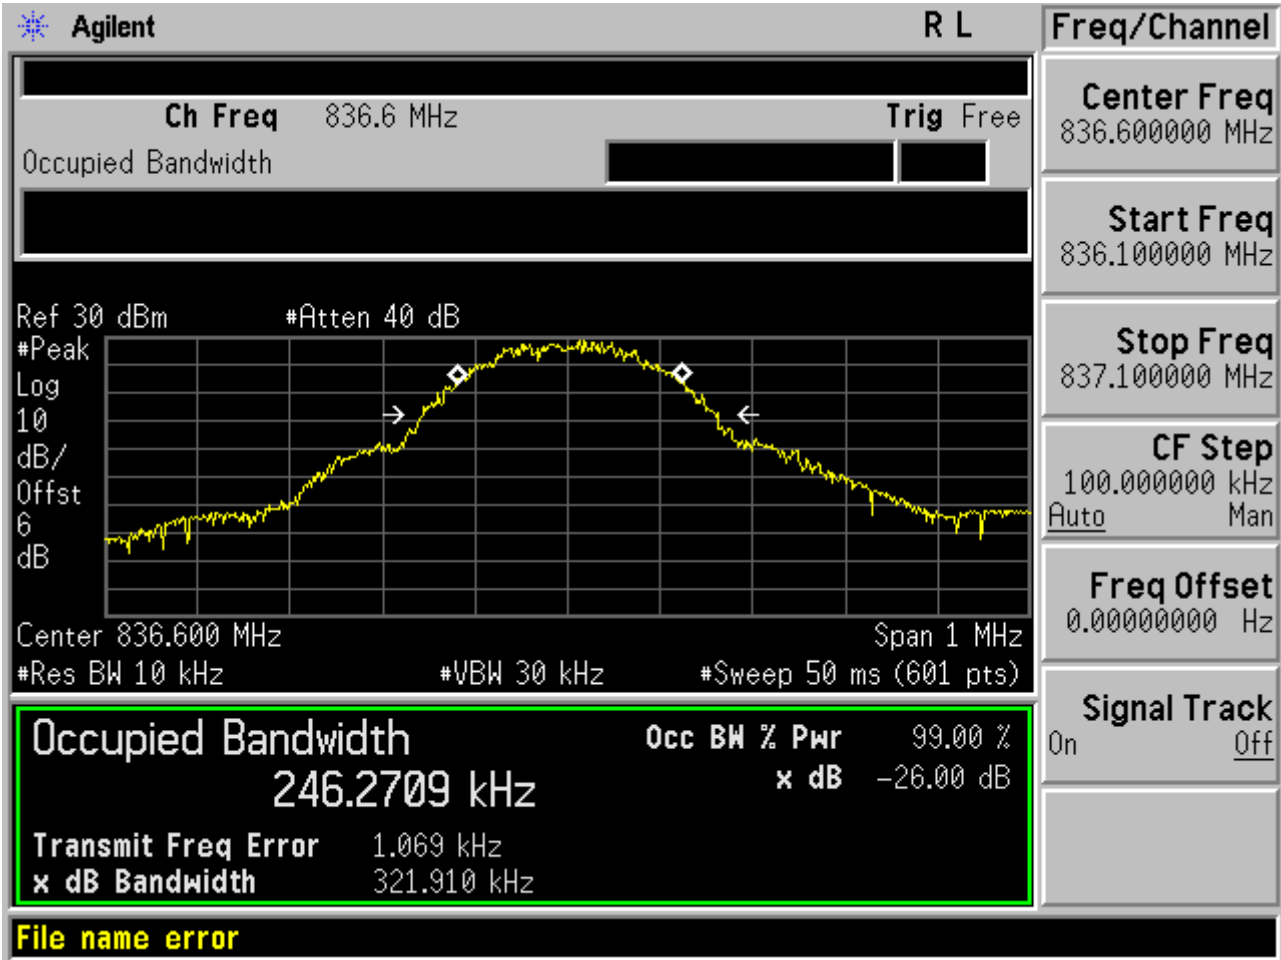 Agilent R L
Ch Freq 836.6 MHz Trig Free
Occupied Bandwidth
Ref 30 dBm #Atten 40 dB
#Peak
Log
10
dB/
Offst
6
dB
Center 836.600 MHz Span 1 MHz
#Res BW 10 kHz #VBW 30 kHz #Sweep 50 ms (601 pts)
Occupied Bandwidth
246.2709 kHz
Occ BW % Pwr 99.00 %
x dB -26.00 dB
Transmit Freq Error 1.069 kHz
x dB Bandwidth 321.910 kHz
File name error
Freq/Channel
Center Freq
836.600000 MHz
Start Freq
836.100000 MHz
Stop Freq
837.100000 MHz
CF Step
100.000000 kHz
Auto Man
Freq Offset
0.00000000 Hz
Signal Track
On Off